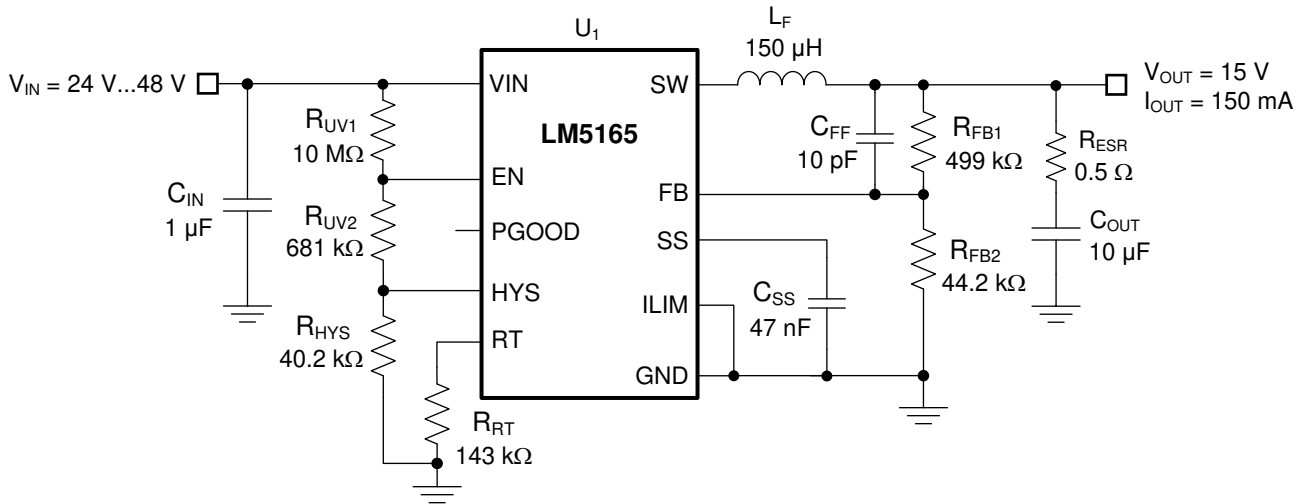 U1
LF
150 µH
VIN = 24 V...48 V
VIN
SW
VOUT = 15 V
IOUT = 150 mA
RUV1
10 MΩ
LM5165
CFF
10 pF
RFB1
499 kΩ
RESR
0.5 Ω
CIN
1 µF
EN
FB
RUV2
681 kΩ
PGOOD
SS
COUT
10 µF
RFB2
44.2 kΩ
HYS
ILIM
CSS
47 nF
RHYS
40.2 kΩ
RT
GND
RRT
143 kΩ